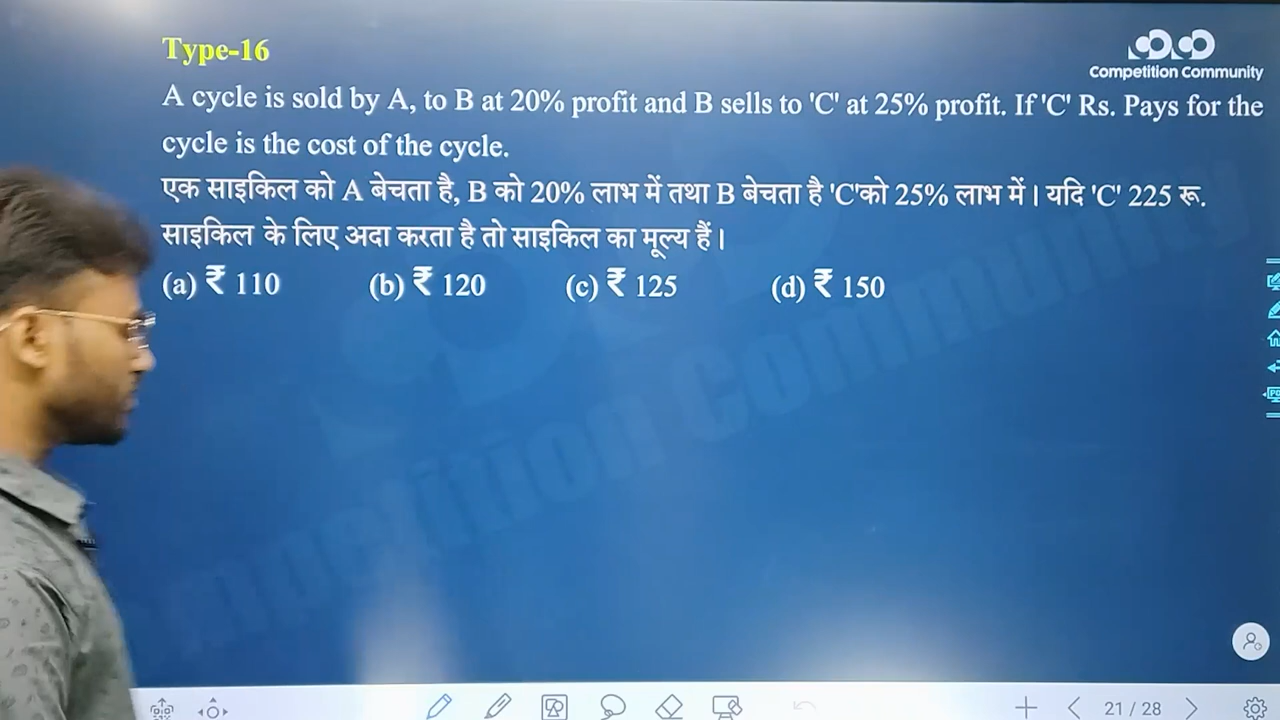 Type-16
Competition Community
A cycle is sold by A, to B at 20% profit and B sells to 'C' at 25% profit. If 'C' Rs. Pays for the
cycle is the cost of the cycle.
एक साइकिल को A बेचता है, B को 20% लाभ में तथा B बेचता है 'C'को 25% लाभ में। यदि 'C' 225 रू.
साइकिल के लिए अदा करता है तो साइकिल का मूल्य हैं।
(a) ₹ 110 (b) ₹ 120 (c) ₹ 125 (d) ₹ 150
Competition Community
21 / 28